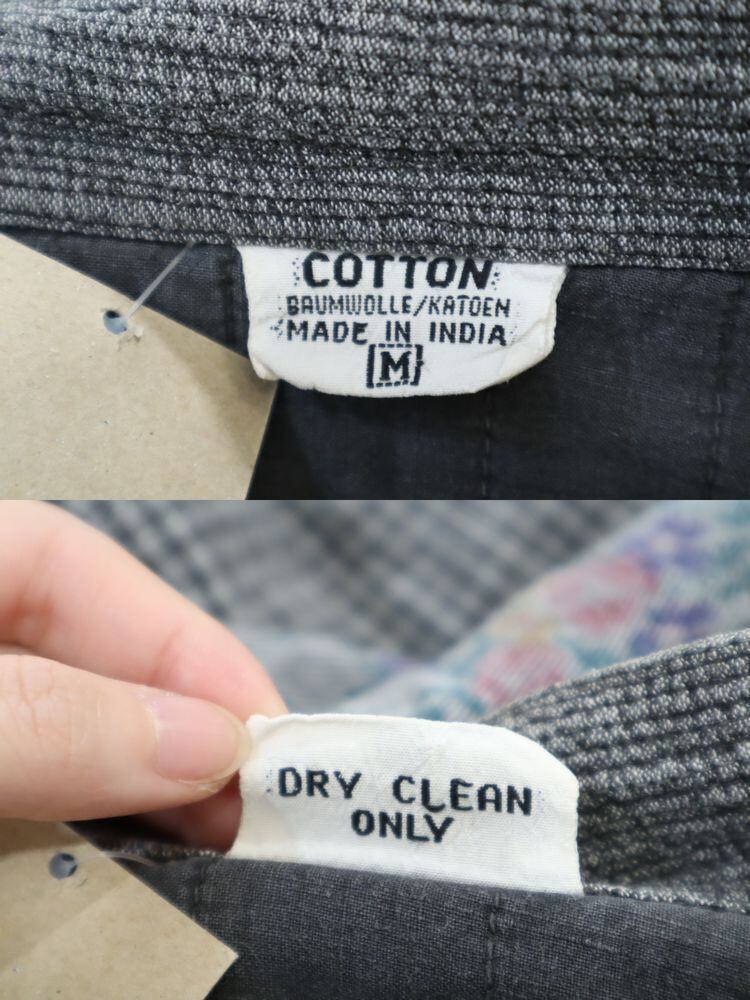 COTTON
BAUMWOLLE/KATOEN
MADE IN INDIA
[M]
DRY CLEAN
ONLY